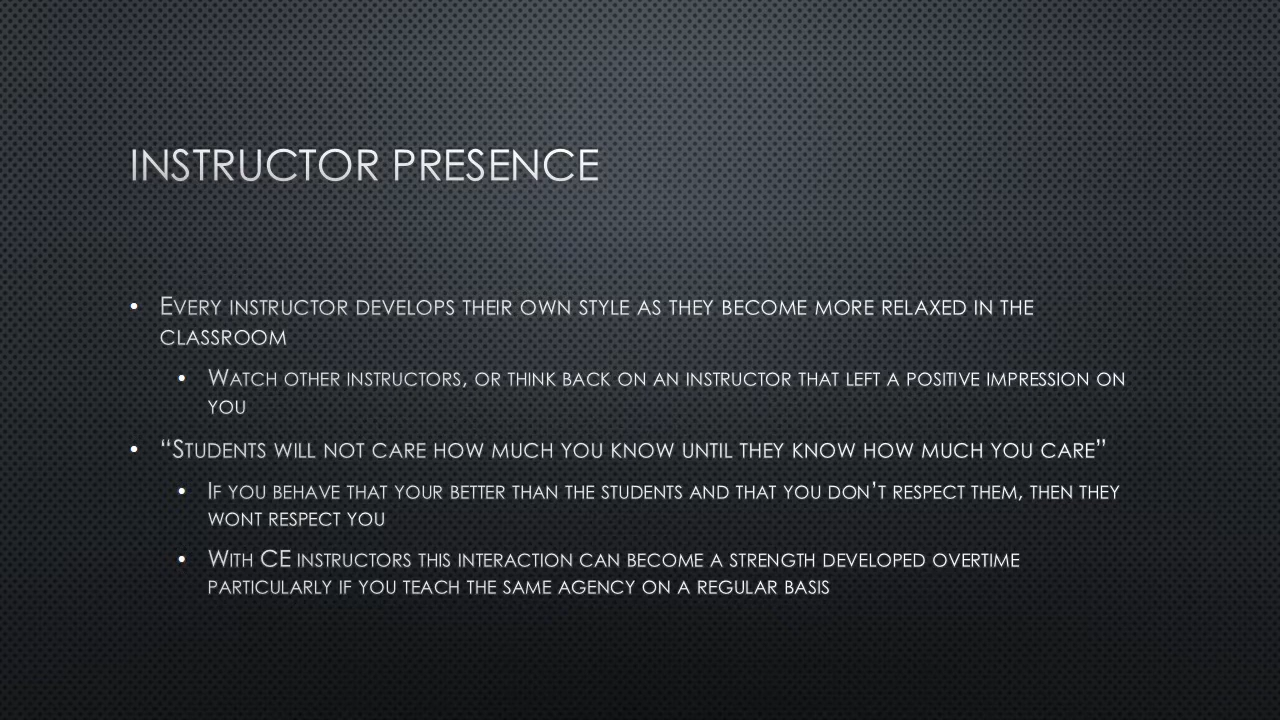 INSTRUCTOR PRESENCE
• EVERY INSTRUCTOR DEVELOPS THEIR OWN STYLE AS THEY BECOME MORE RELAXED IN THE
CLASSROOM
• WATCH OTHER INSTRUCTORS, OR THINK BACK ON AN INSTRUCTOR THAT LEFT A POSITIVE IMPRESSION ON
YOU
• “STUDENTS WILL NOT CARE HOW MUCH YOU KNOW UNTIL THEY KNOW HOW MUCH YOU CARE”
• IF YOU BEHAVE THAT YOUR BETTER THAN THE STUDENTS AND THAT YOU DON’T RESPECT THEM, THEN THEY
WONT RESPECT YOU
• WITH CE INSTRUCTORS THIS INTERACTION CAN BECOME A STRENGTH DEVELOPED OVERTIME
PARTICULARLY IF YOU TEACH THE SAME AGENCY ON A REGULAR BASIS